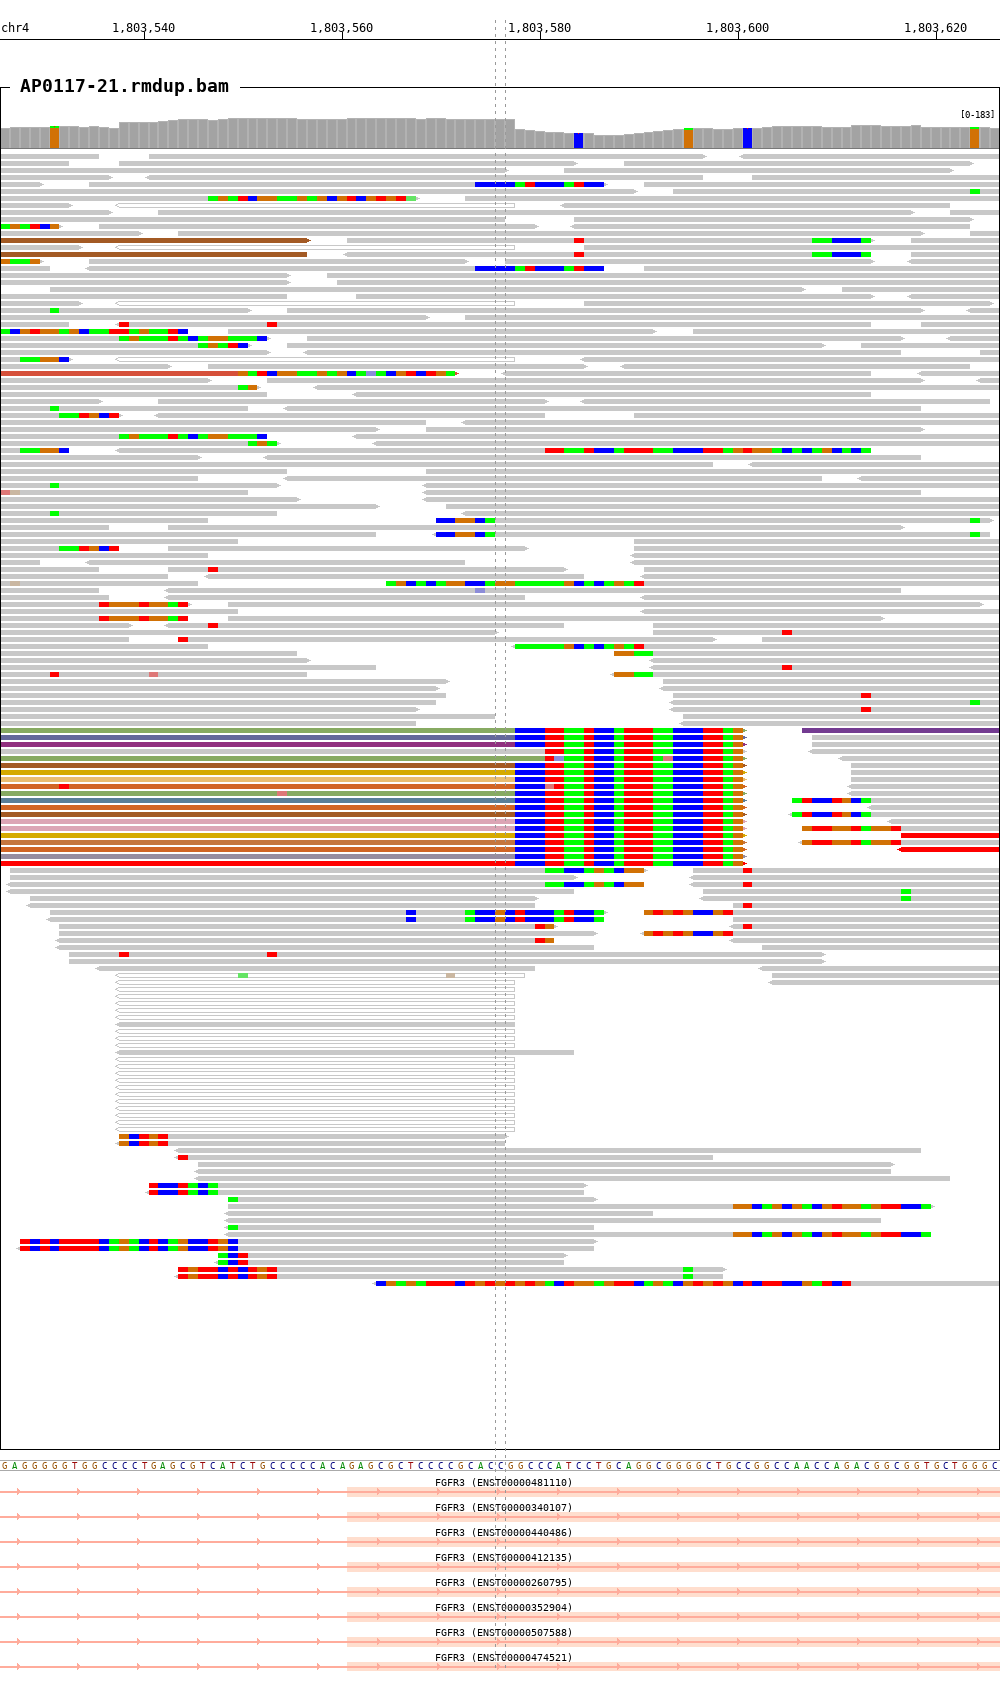 chr4
1,803,540 1,803,560 1,803,580 1,803,600 1,803,620
AP0117-21.rmdup.bam
[0-183]
G A G G G G G T G G C C C C T G A G C G T C A T C T G C C C C C A C A G A G C G C T C C C C G C A C C G G C C C A T C C T G C A G G C G G G G C T G C C G G C C A A C C A G A C G G C G G T G C T G G G C
FGFR3 (ENST00000481110)
FGFR3 (ENST00000340107)
FGFR3 (ENST00000440486)
FGFR3 (ENST00000412135)
FGFR3 (ENST00000260795)
FGFR3 (ENST00000352904)
FGFR3 (ENST00000507588)
FGFR3 (ENST00000474521)